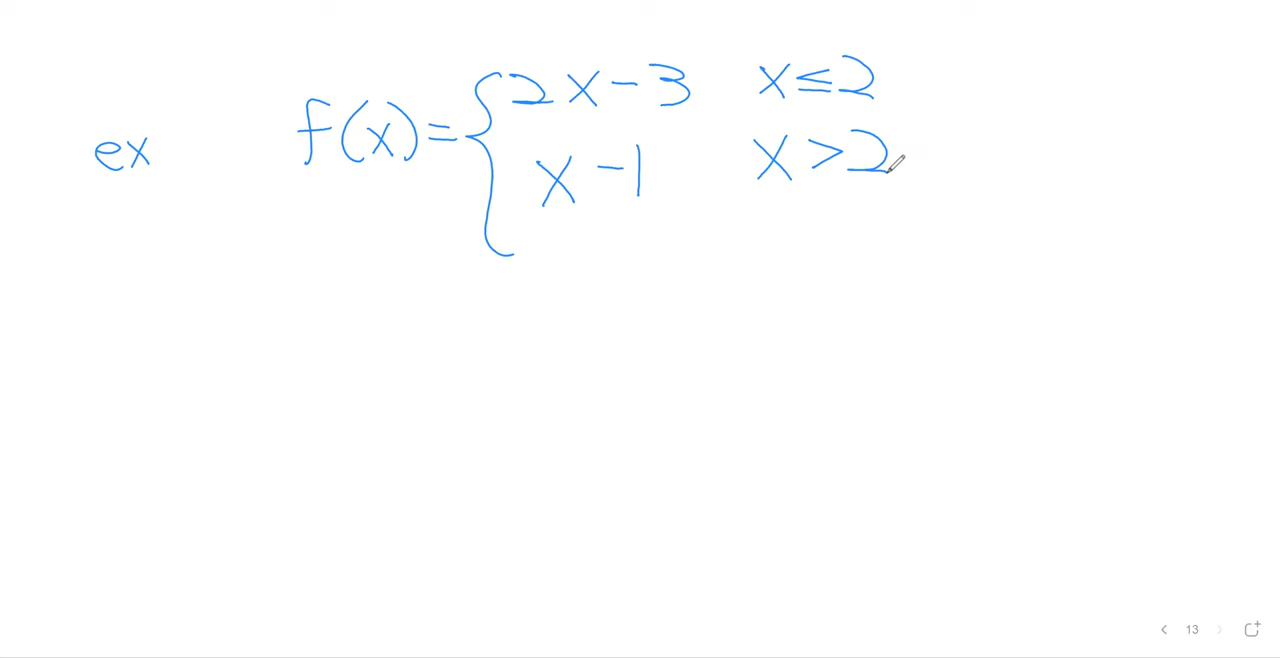 ex f(x) = { 2x - 3 x ≤ 2
x - 1 x > 2
13